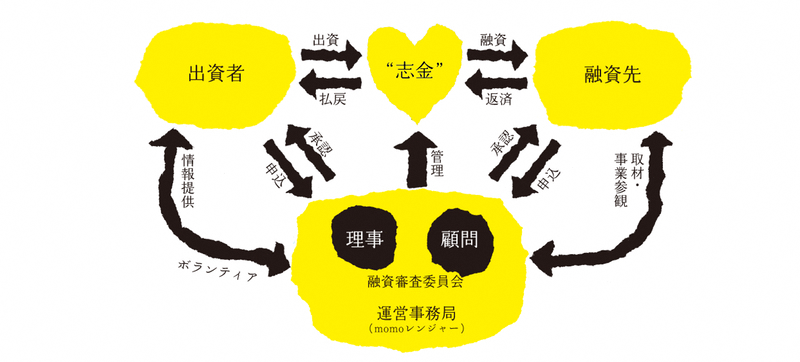 出資者
出資
払戻
“志金”
融資
返済
融資先
情報提供
ボランティア
申込
承認
管理
承認
申込
取材・
事業参観
理事
顧問
融資審査委員会
運営事務局
(momoレンジャー)